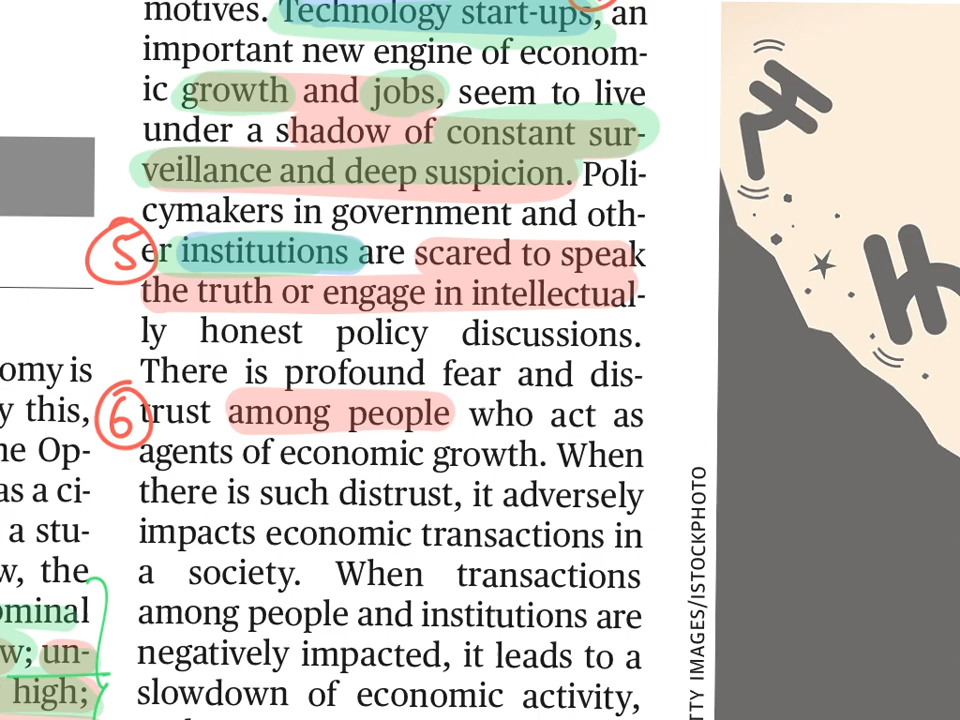 motives. Technology start-ups, an
important new engine of econom-
ic growth and jobs, seem to live
under a shadow of constant sur-
veillance and deep suspicion. Poli-
cymakers in government and oth-
er institutions are scared to speak
the truth or engage in intellectual-
ly honest policy discussions.
There is profound fear and dis-
trust among people who act as
agents of economic growth. When
there is such distrust, it adversely
impacts economic transactions in
a society. When transactions
among people and institutions are
negatively impacted, it leads to a
slowdown of economic activity,
5
6
omy is
y this,
ne Op-
as a ci-
a stu-
w, the
ominal
w; un-
high;
TTY IMAGES/ISTOCKPHOTO